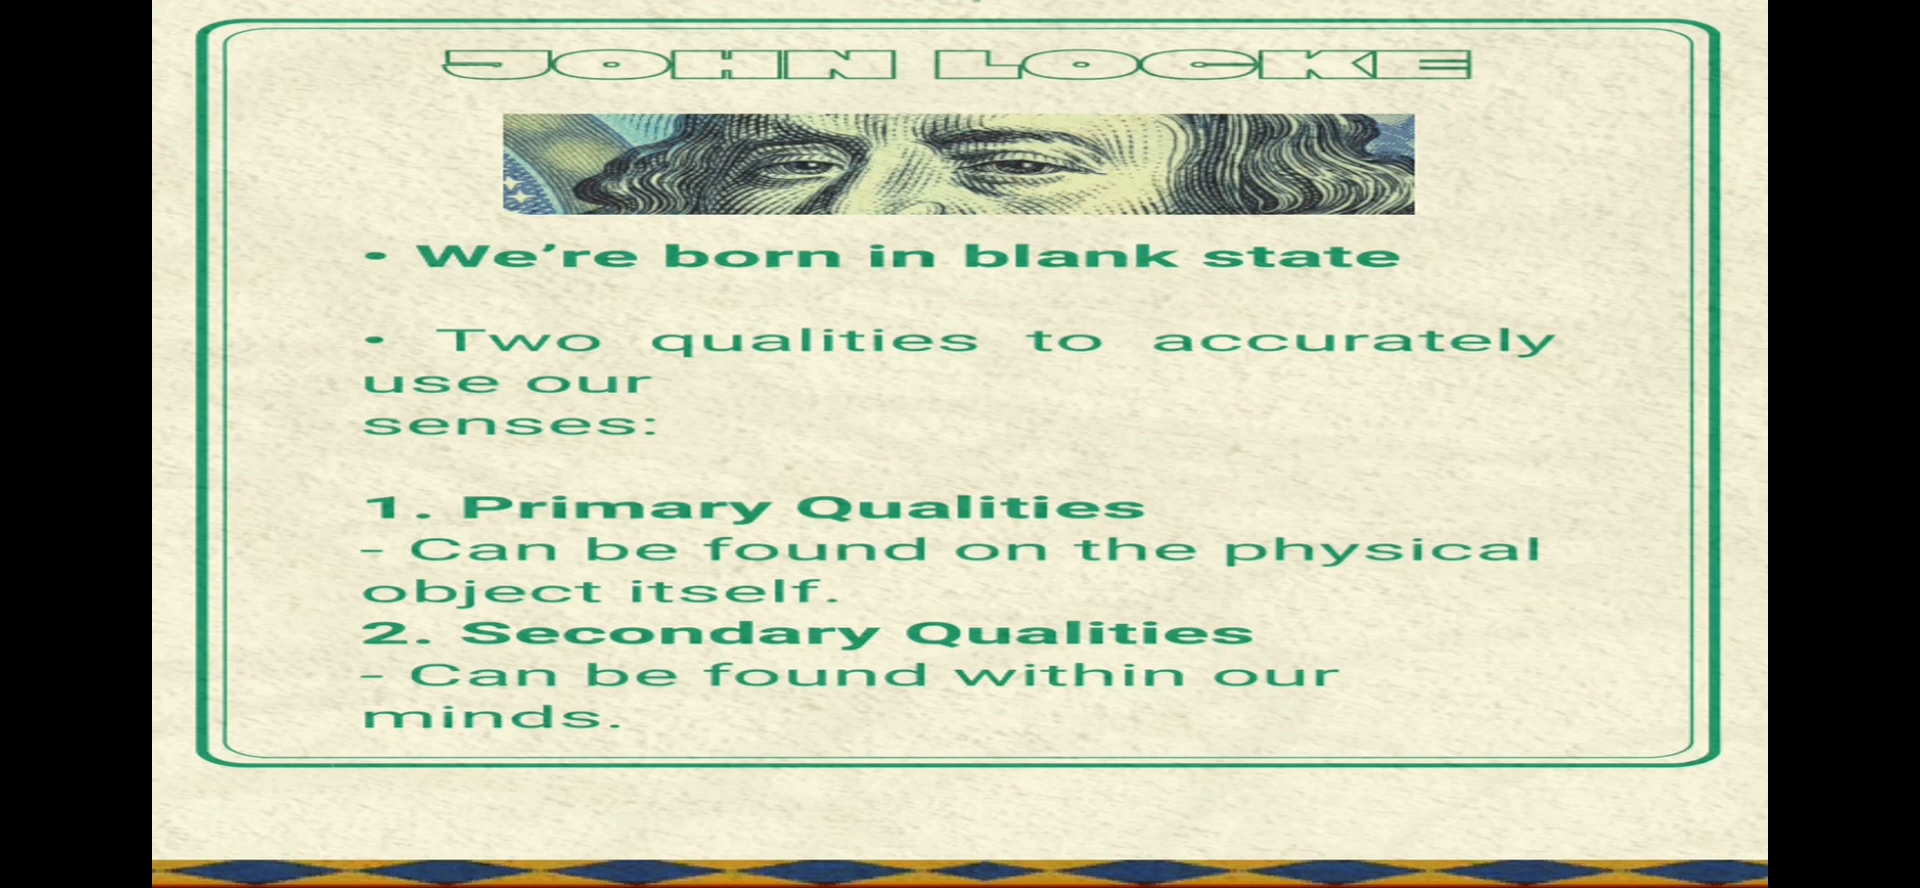 JOHN LOCKE
• We're born in blank state
• Two qualities to accurately
use our
senses:
1. Primary Qualities
- Can be found on the physical
object itself.
2. Secondary Qualities
- Can be found within our
minds.